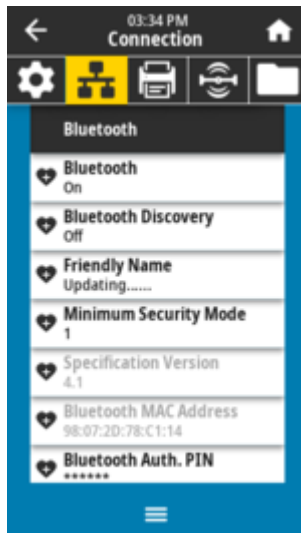 03:34 PM
Connection
Bluetooth
Bluetooth
On
Bluetooth Discovery
Off
Friendly Name
Updating......
Minimum Security Mode
1
Specification Version
4.1
Bluetooth MAC Address
98:07:2D:78:C1:14
Bluetooth Auth. PIN
******